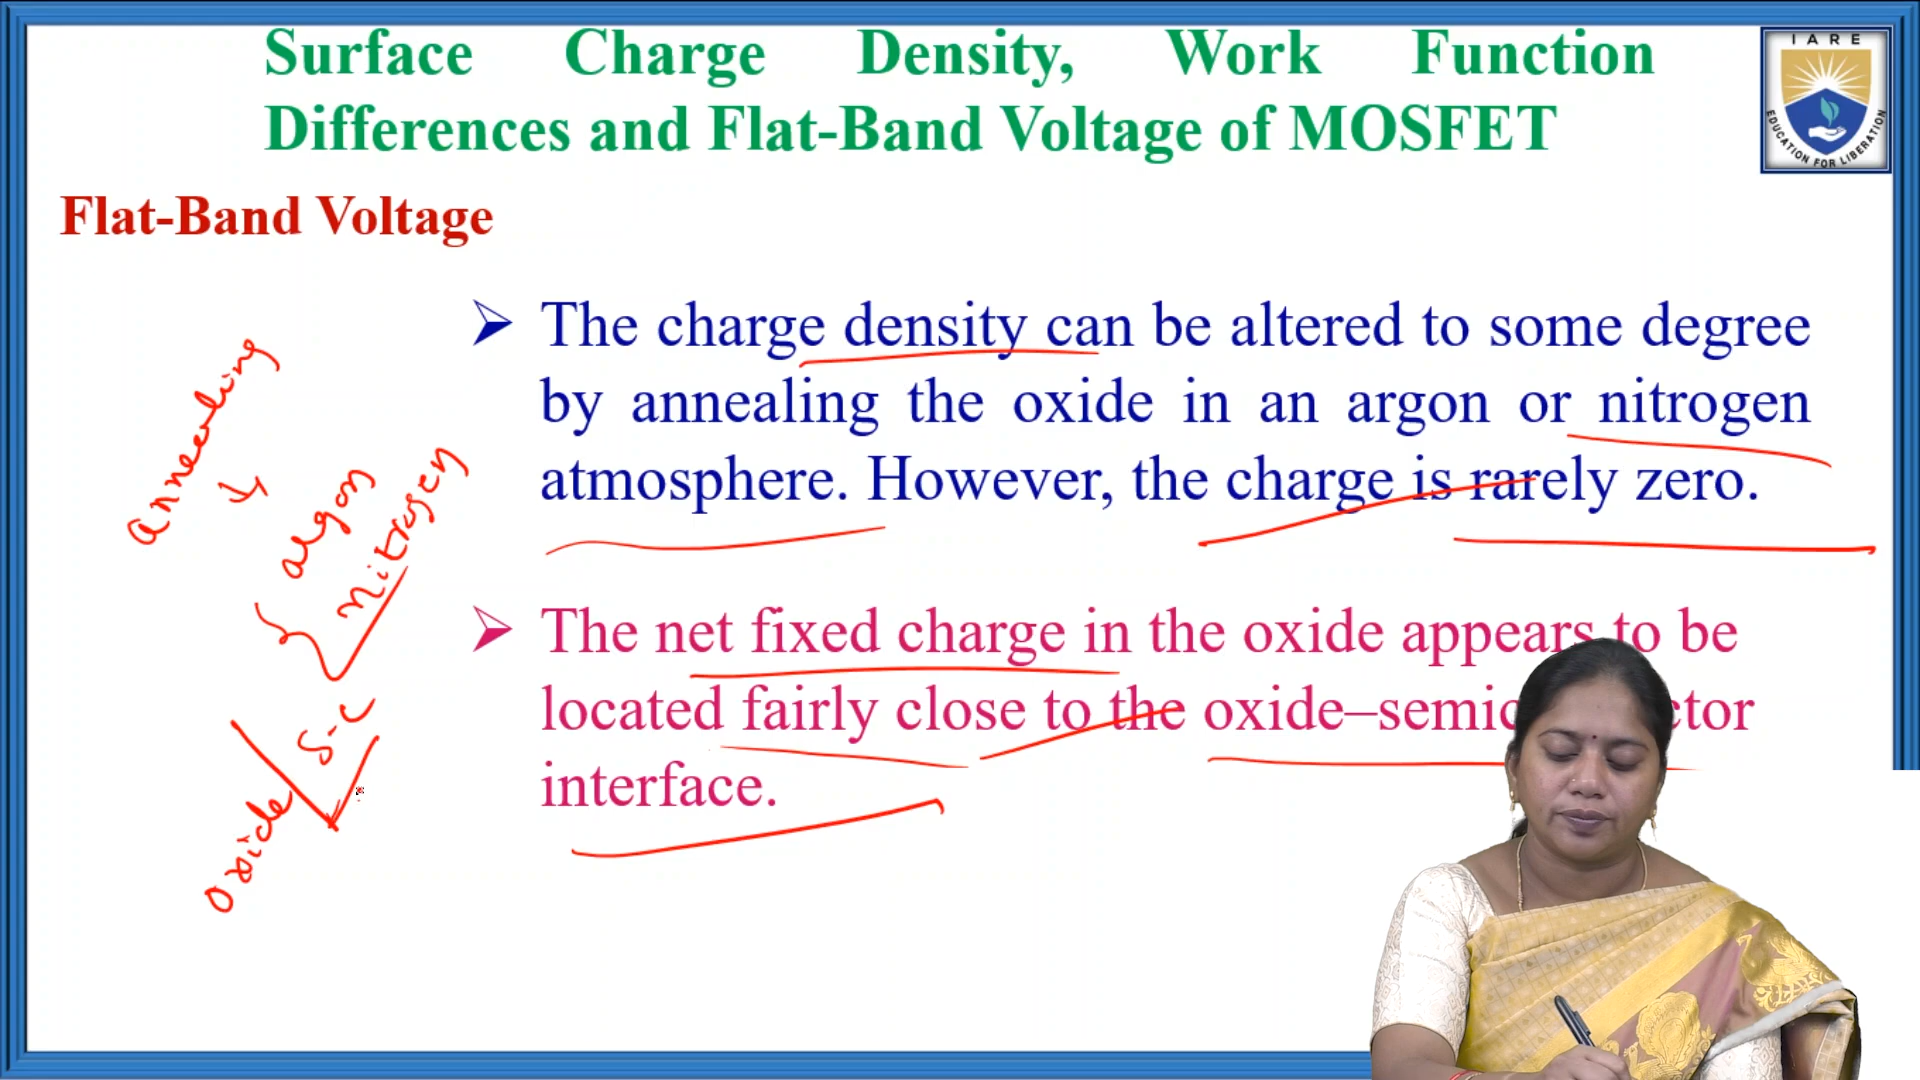 Surface Charge Density, Work Function
Differences and Flat-Band Voltage of MOSFET
IARE
EDUCATION FOR LIBERATION
Flat-Band Voltage
The charge density can be altered to some degree
by annealing the oxide in an argon or nitrogen
atmosphere. However, the charge is rarely zero.
The net fixed charge in the oxide appears to be
located fairly close to the oxide–semic ctor
interface.
annealing
argon
nitrogen
oxide/s-c